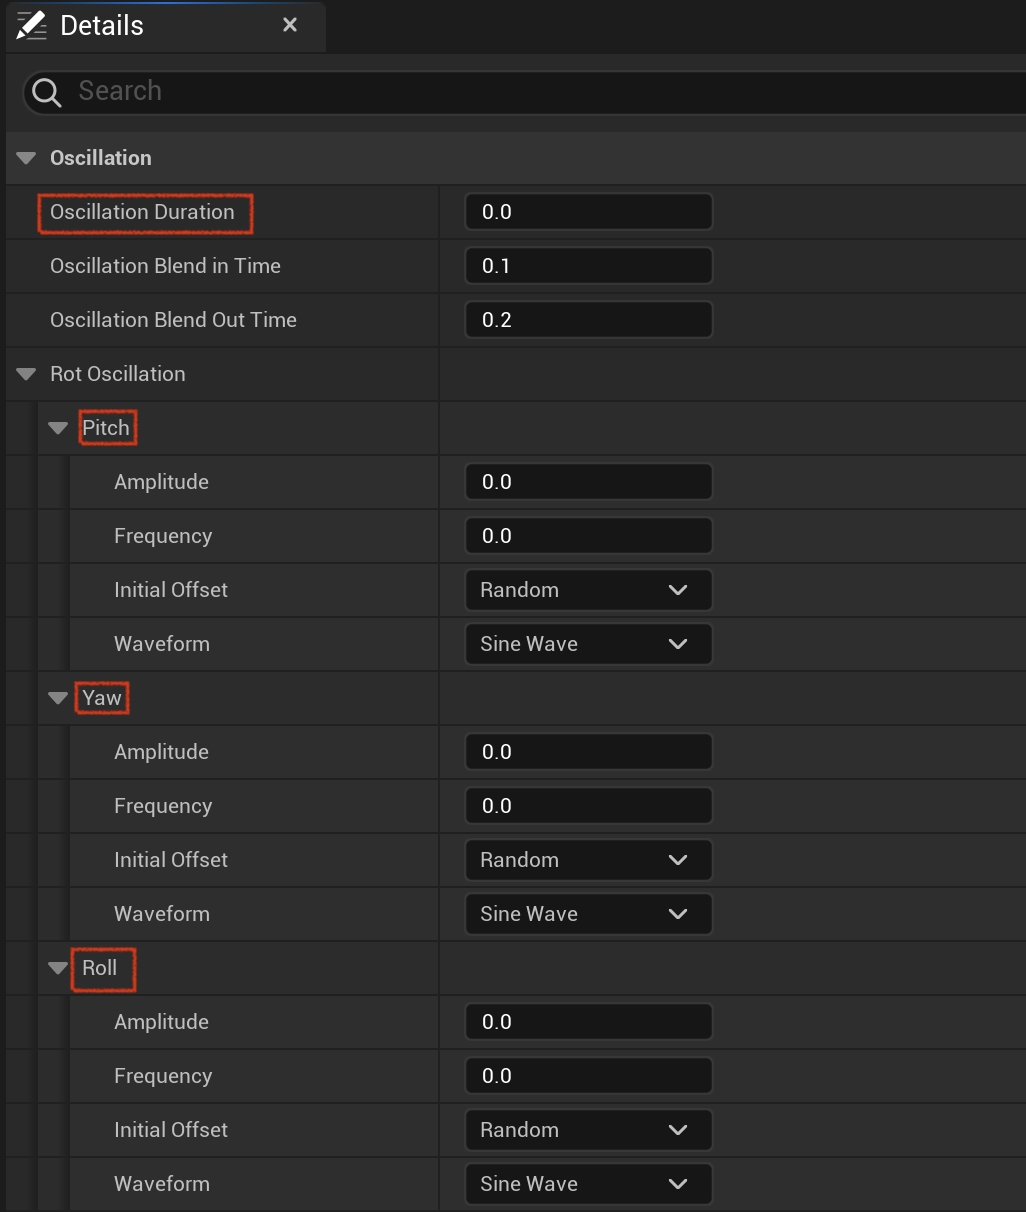 Details
Search
Oscillation
Oscillation Duration 0.0
Oscillation Blend in Time 0.1
Oscillation Blend Out Time 0.2
Rot Oscillation
Pitch
Amplitude 0.0
Frequency 0.0
Initial Offset Random
Waveform Sine Wave
Yaw
Amplitude 0.0
Frequency 0.0
Initial Offset Random
Waveform Sine Wave
Roll
Amplitude 0.0
Frequency 0.0
Initial Offset Random
Waveform Sine Wave